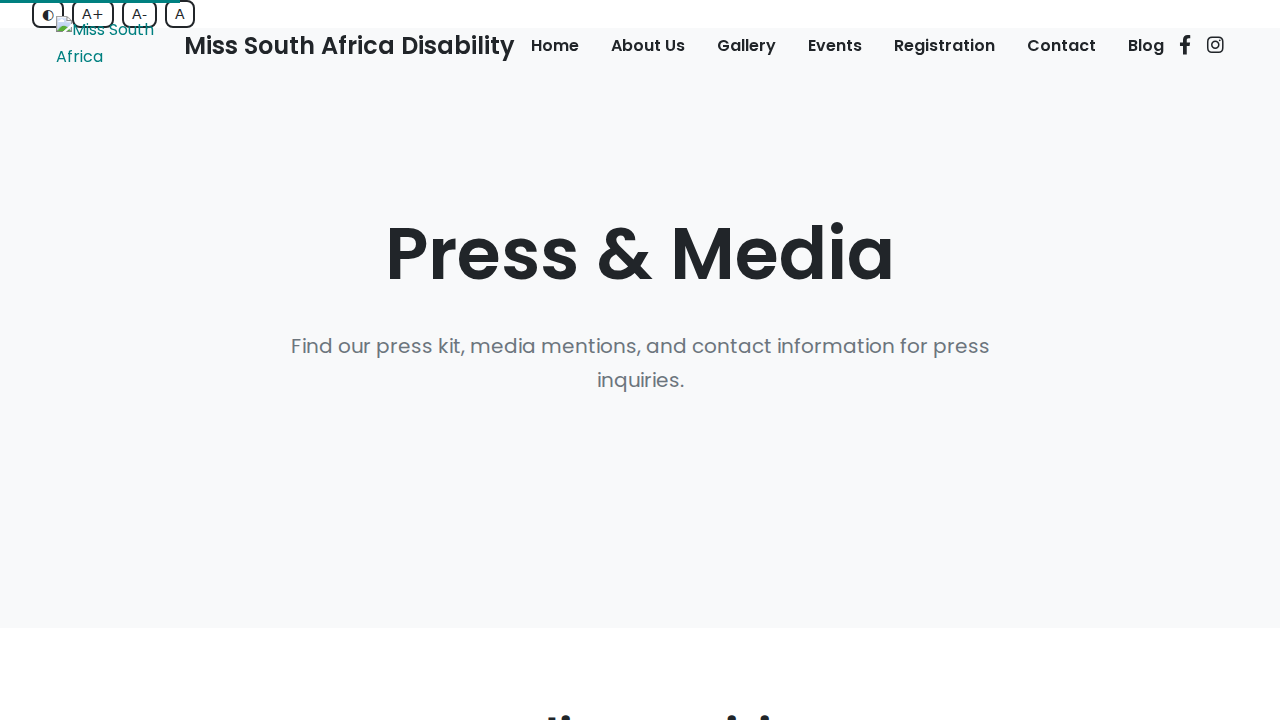 ◐ A+ A- A
Miss South Africa
Miss South Africa Disability Home About Us Gallery Events Registration Contact Blog
Press & Media
Find our press kit, media mentions, and contact information for press
inquiries.